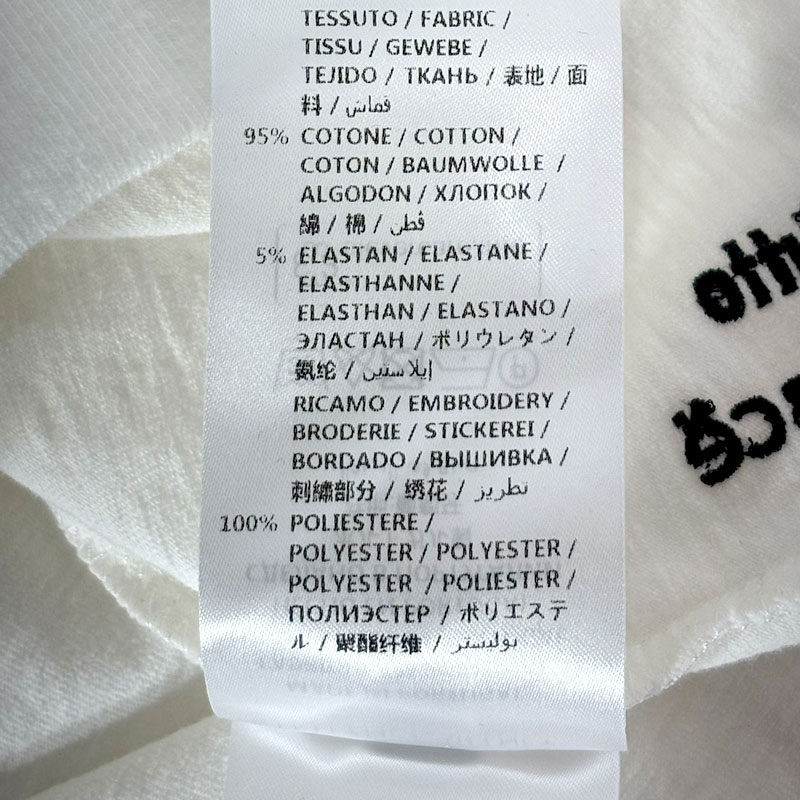 TESSUTO / FABRIC /
TISSU / GEWEBE /
TEJIDO / ТКАНЬ / 表地 / 面
料 / قماش
95% COTONE / COTTON /
COTON / BAUMWOLLE /
ALGODON / ХЛОПОК /
綿 / 棉 / قطن
5% ELASTAN / ELASTANE /
ELASTHANNE /
ELASTHAN / ELASTANO /
ЭЛАСТАН / ポリウレタン /
氨纶 / إيلاستين
RICAMO / EMBROIDERY /
BRODERIE / STICKEREI /
BORDADO / ВЫШИВКА /
刺繍部分 / 绣花 / تطريز
100% POLIESTERE /
POLYESTER / POLYESTER /
POLYESTER / POLIESTER /
ПОЛИЭСТЕР / ポリエステ
ル / 聚酯纤维 / بوليستر